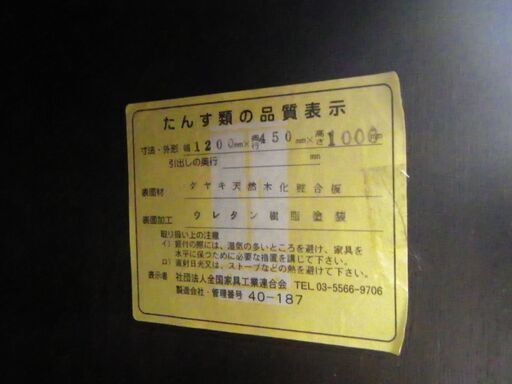 たんす類の品質表示
寸法・外形 幅1200mm×奥行450mm×高さ1000mm
引出しの奥行 mm
表面材 ケヤキ天然木化粧合板
表面加工 ウレタン樹脂塗装
取り扱い上の注意
イ）据付の際には、湿気の多いところを避け、家具を
水平に保つために必要な措置を講じて下さい。
ロ）直射日光又は、ストーブなどの熱を避けて下さい。
表示者 社団法人全国家具工業連合会 TEL.03-5566-9706
製造会社・管理番号 40-187